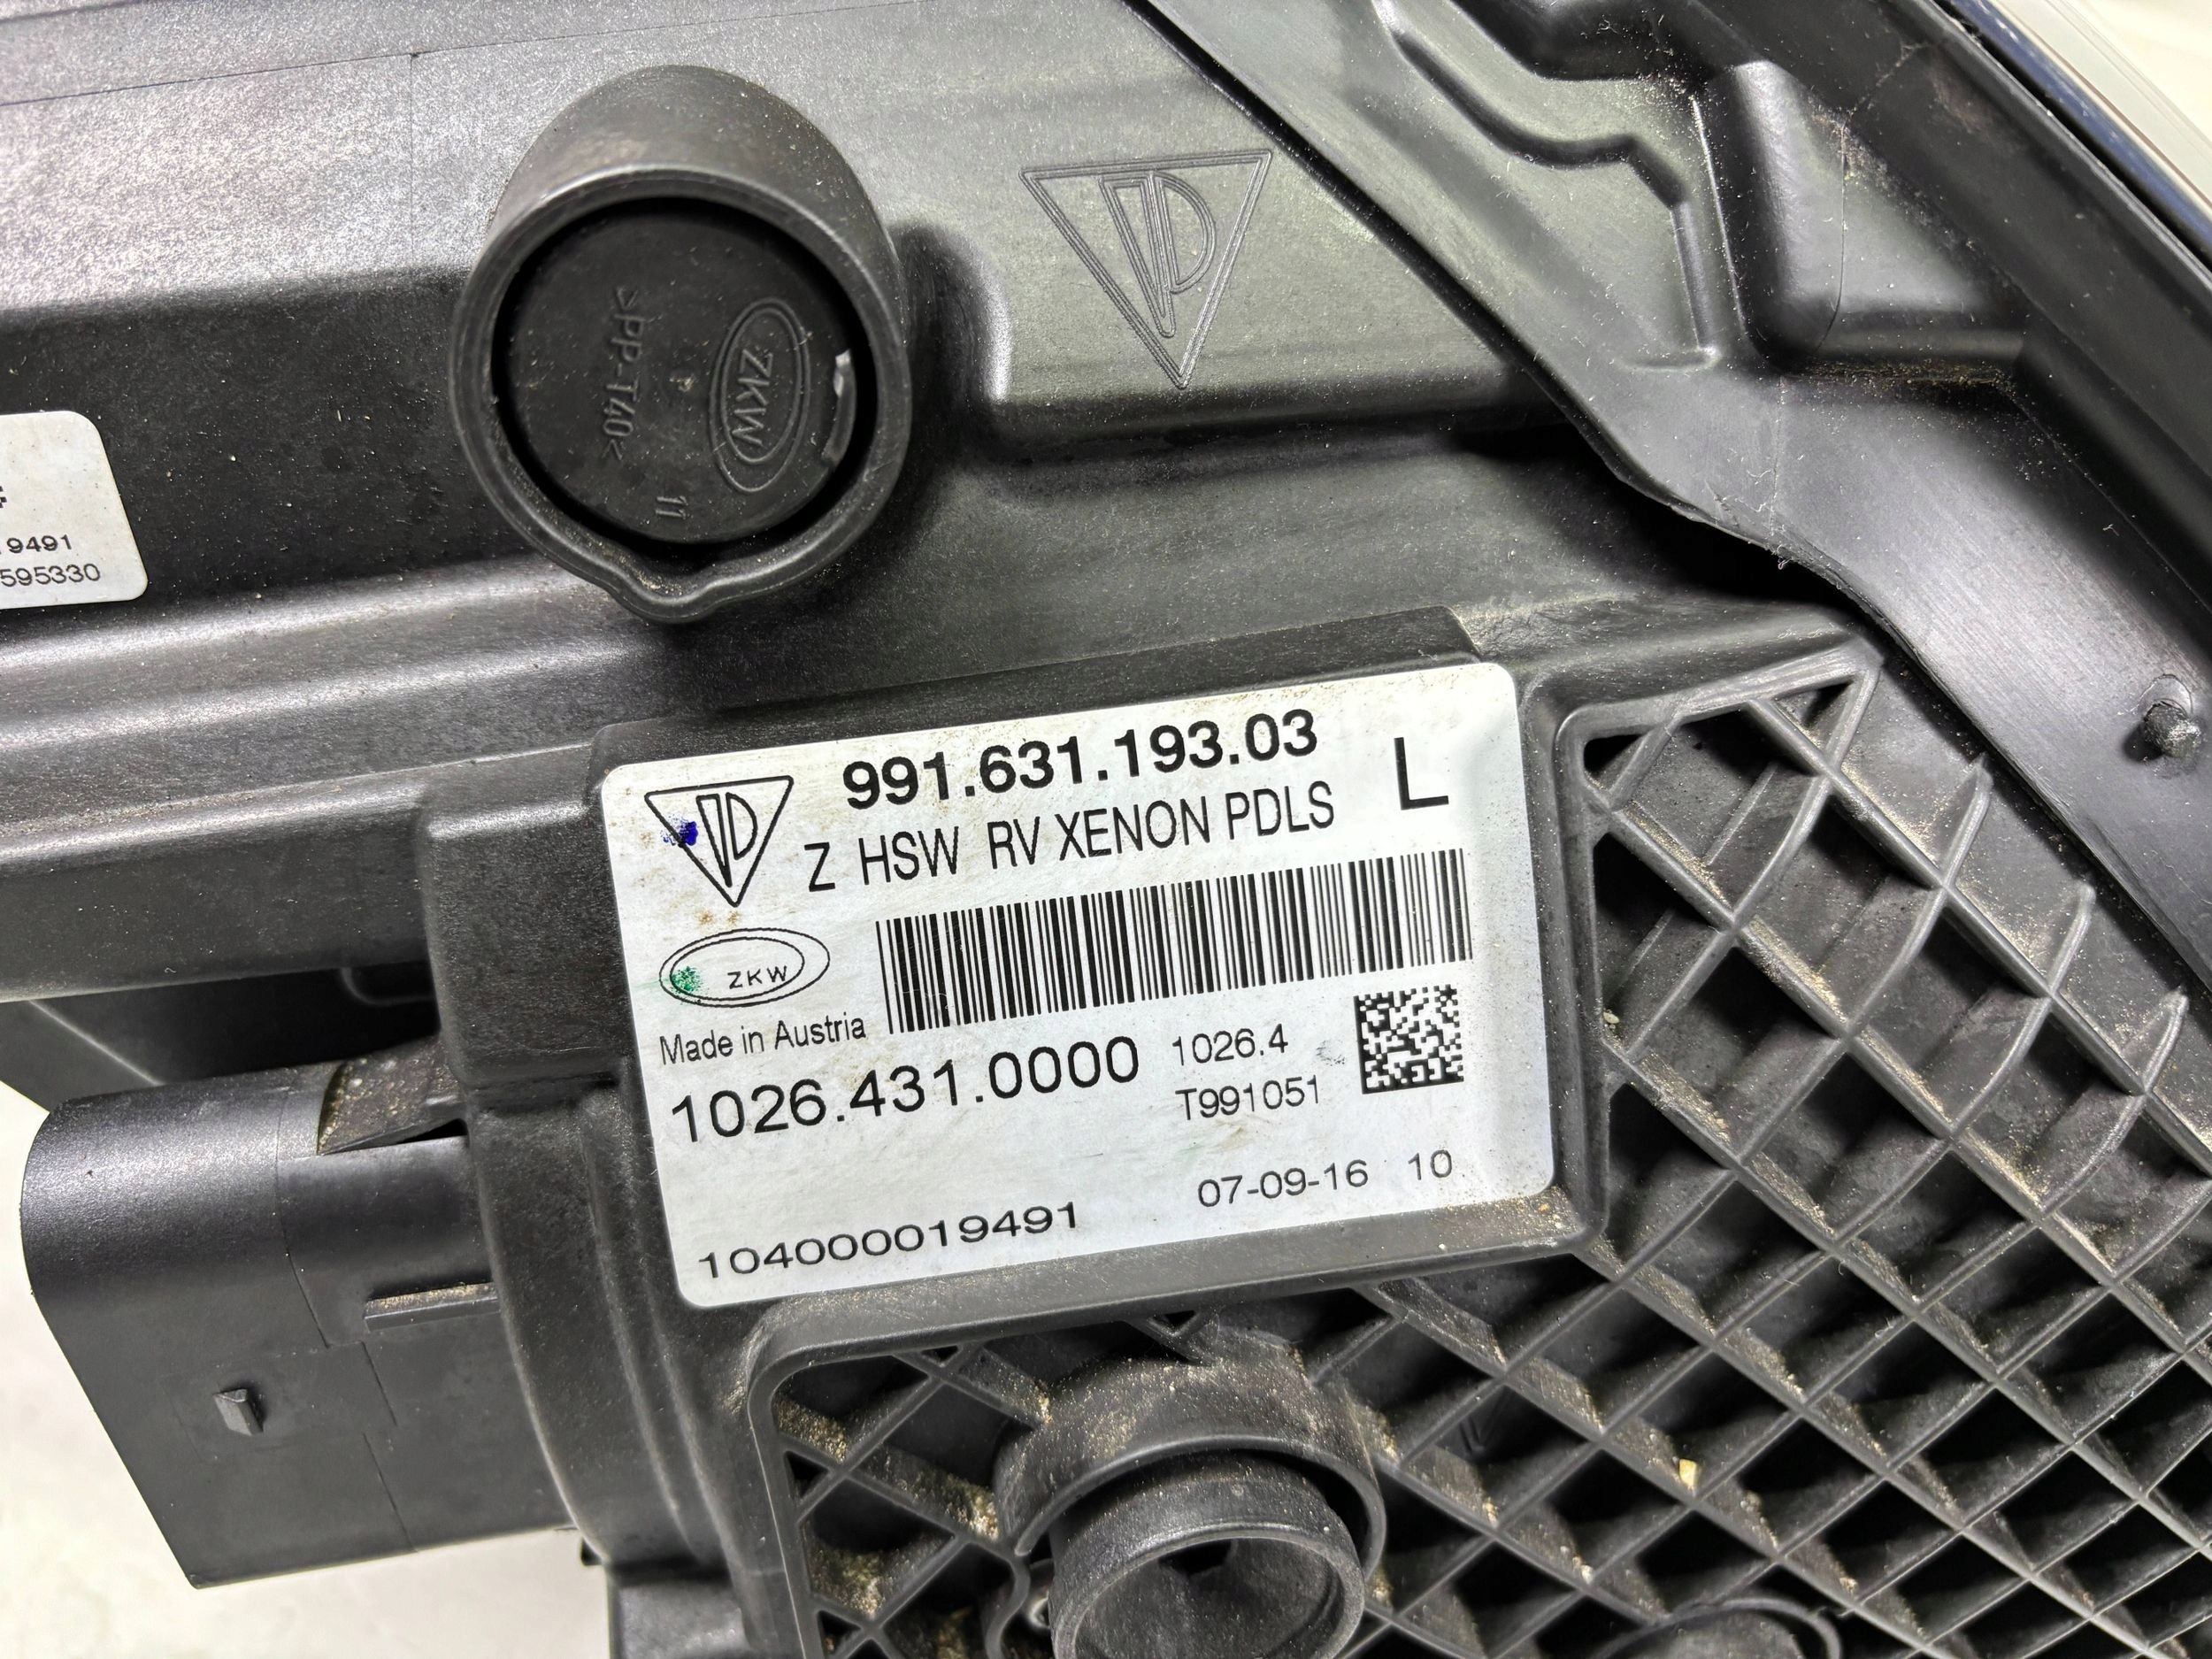 19491
595330
>PP-T40<
ZKW
11
991.631.193.03
L
Z HSW RV XENON PDLS
ZKW
Made in Austria
1026.431.0000
1026.4
T991051
07-09-16 10
104000019491